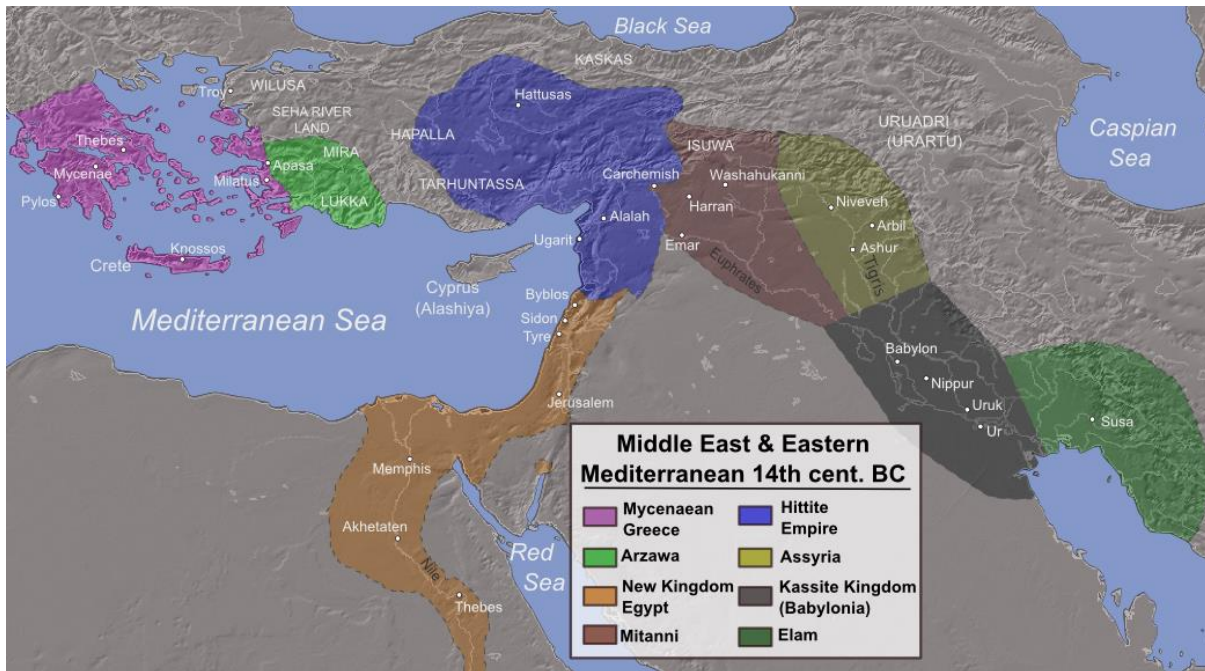 Black Sea
KASKAS
WILUSA
Troy
SEHA RIVER
LAND
HAPALLA
URUADRI
(URARTU)
Caspian
Sea
Thebes
MIRA
ISUWA
Mycenae
Apasa
TARHUNTASSA
Carchemish
Washahukanni
Milatus
Pylos
LUKKA
Harran
Niveveh
Alalah
Arbil
Knossos
Ugarit
Emar
Ashur
Crete
Euphrates
Tigris
Cyprus
(Alashiya)
Byblos
Mediterranean Sea
Sidon
Tyre
Babylon
Nippur
Jerusalem
Uruk
Susa
Ur
Memphis
Akhetaten
Nile
Red
Sea
Thebes
Middle East & Eastern
Mediterranean 14th cent. BC
Mycenaean
Greece
Hittite
Empire
Arzawa
Assyria
New Kingdom
Egypt
Kassite Kingdom
(Babylonia)
Mitanni
Elam